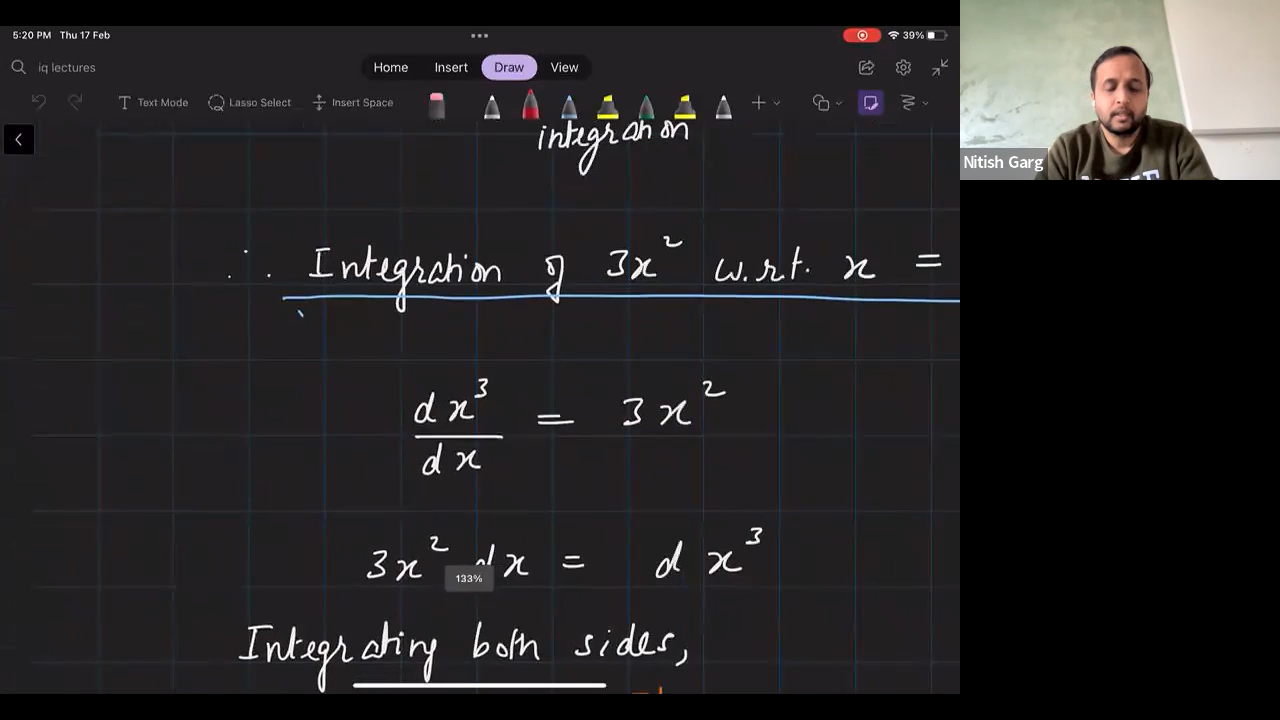 5:20 PM Thu 17 Feb
39%
iq lectures
Home Insert Draw View
Text Mode Lasso Select Insert Space
integration
∴ Integration of 3x² w.r.t. x =
dx³/dx = 3x²
3x² dx = d x³
133%
Integrating both sides,
Nitish Garg